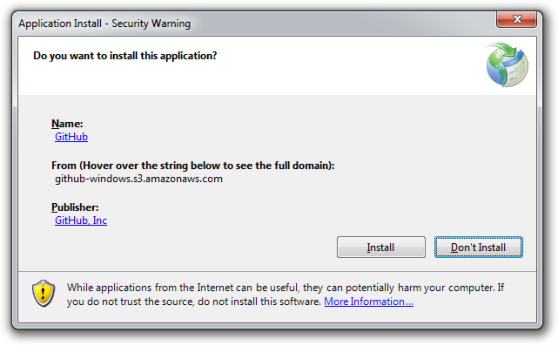 Application Install - Security Warning
Do you want to install this application?
Name:
GitHub
From (Hover over the string below to see the full domain):
github-windows.s3.amazonaws.com
Publisher:
GitHub, Inc
Install
Don't Install
While applications from the Internet can be useful, they can potentially harm your computer. If
you do not trust the source, do not install this software. More Information...